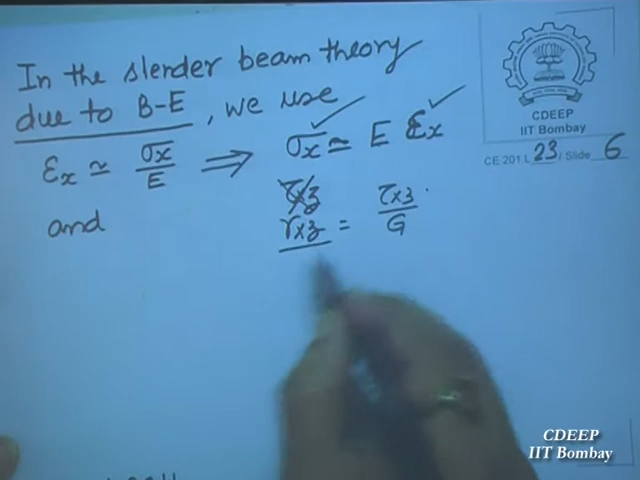 In the slender beam theory
due to B-E, we use
εx ≃ σx/E ⟹ σx ≃ E εx
and γxz = τxz/G
CDEEP
IIT Bombay
CE 201 L 23 / Slide 6
CDEEP
IIT Bombay